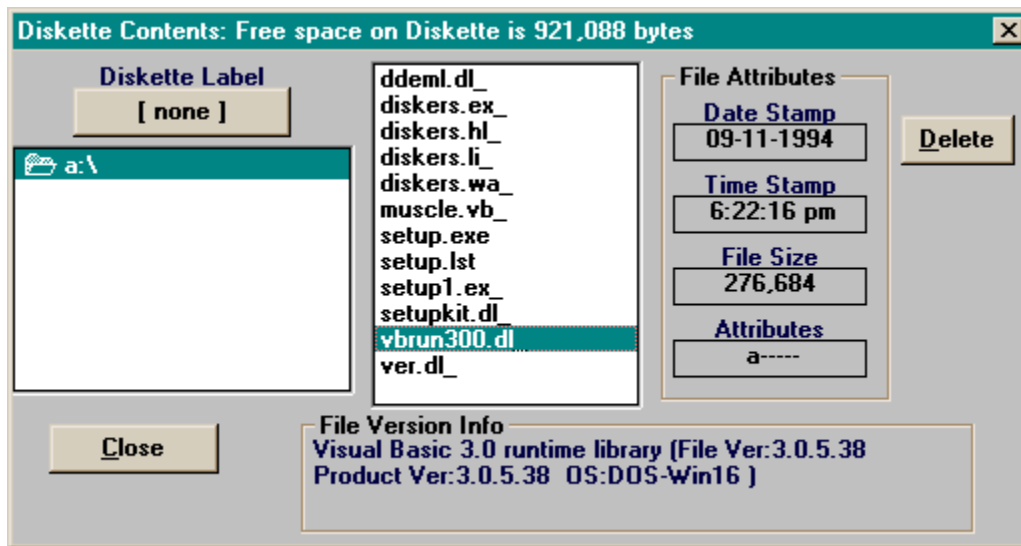 Diskette Contents: Free space on Diskette is 921,088 bytes
Diskette Label
[ none ]
a:\
ddeml.dl_
diskers.ex_
diskers.hl_
diskers.li_
diskers.wa_
muscle.vb_
setup.exe
setup.lst
setup1.ex_
setupkit.dl_
vbrun300.dl_
ver.dl_
File Attributes
Date Stamp
09-11-1994
Time Stamp
6:22:16 pm
File Size
276,684
Attributes
a-----
Delete
Close
File Version Info
Visual Basic 3.0 runtime library (File Ver:3.0.5.38
Product Ver:3.0.5.38  OS:DOS-Win16 )